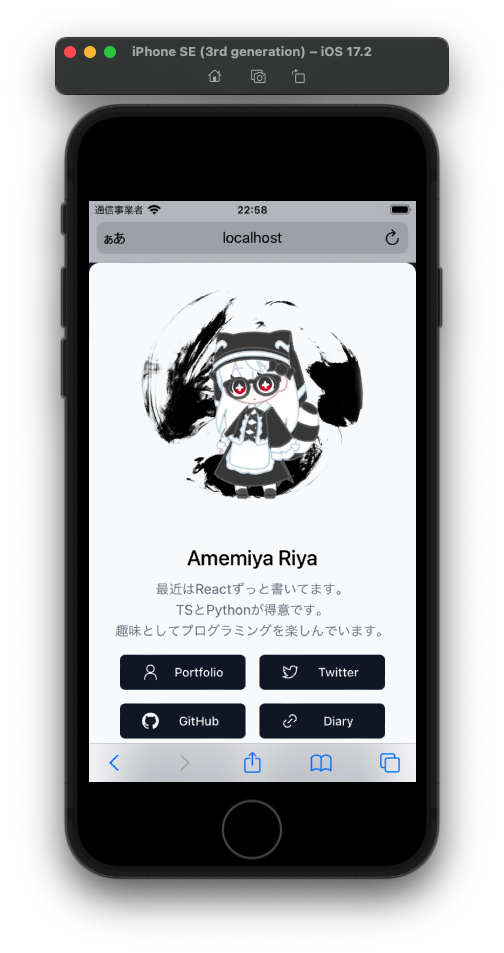 iPhone SE (3rd generation) – iOS 17.2
通信事業者 22:58
ぁあ localhost
Amemiya Riya
最近はReactずっと書いてます。
TSとPythonが得意です。
趣味としてプログラミングを楽しんでいます。
Portfolio Twitter
GitHub Diary